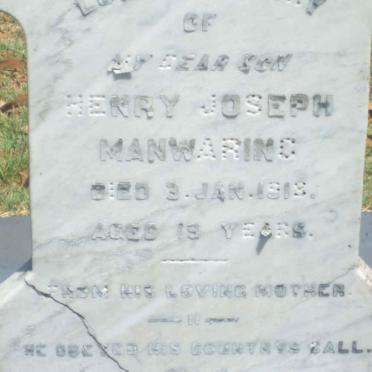 OF
MY DEAR SON
HENRY JOSEPH
MANWARING
DIED 3. JAN. 1918.
AGED 19 YEARS.
FROM HIS LOVING MOTHER.
HE OBEYED HIS COUNTRYS CALL.